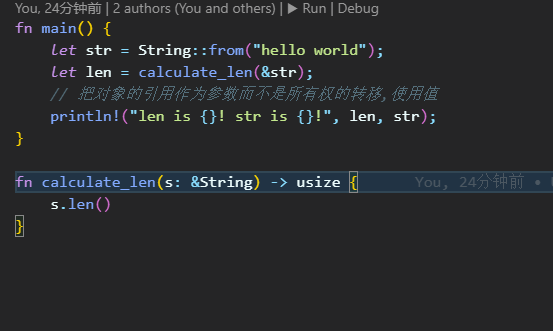 You, 24分钟前 | 2 authors (You and others) | ▶ Run | Debug
fn main() {
    let str = String::from("hello world");
    let len = calculate_len(&str);
    // 把对象的引用作为参数而不是所有权的转移,使用值
    println!("len is {}! str is {}!", len, str);
}

fn calculate_len(s: &String) -> usize { You, 24分钟前 •
    s.len()
}